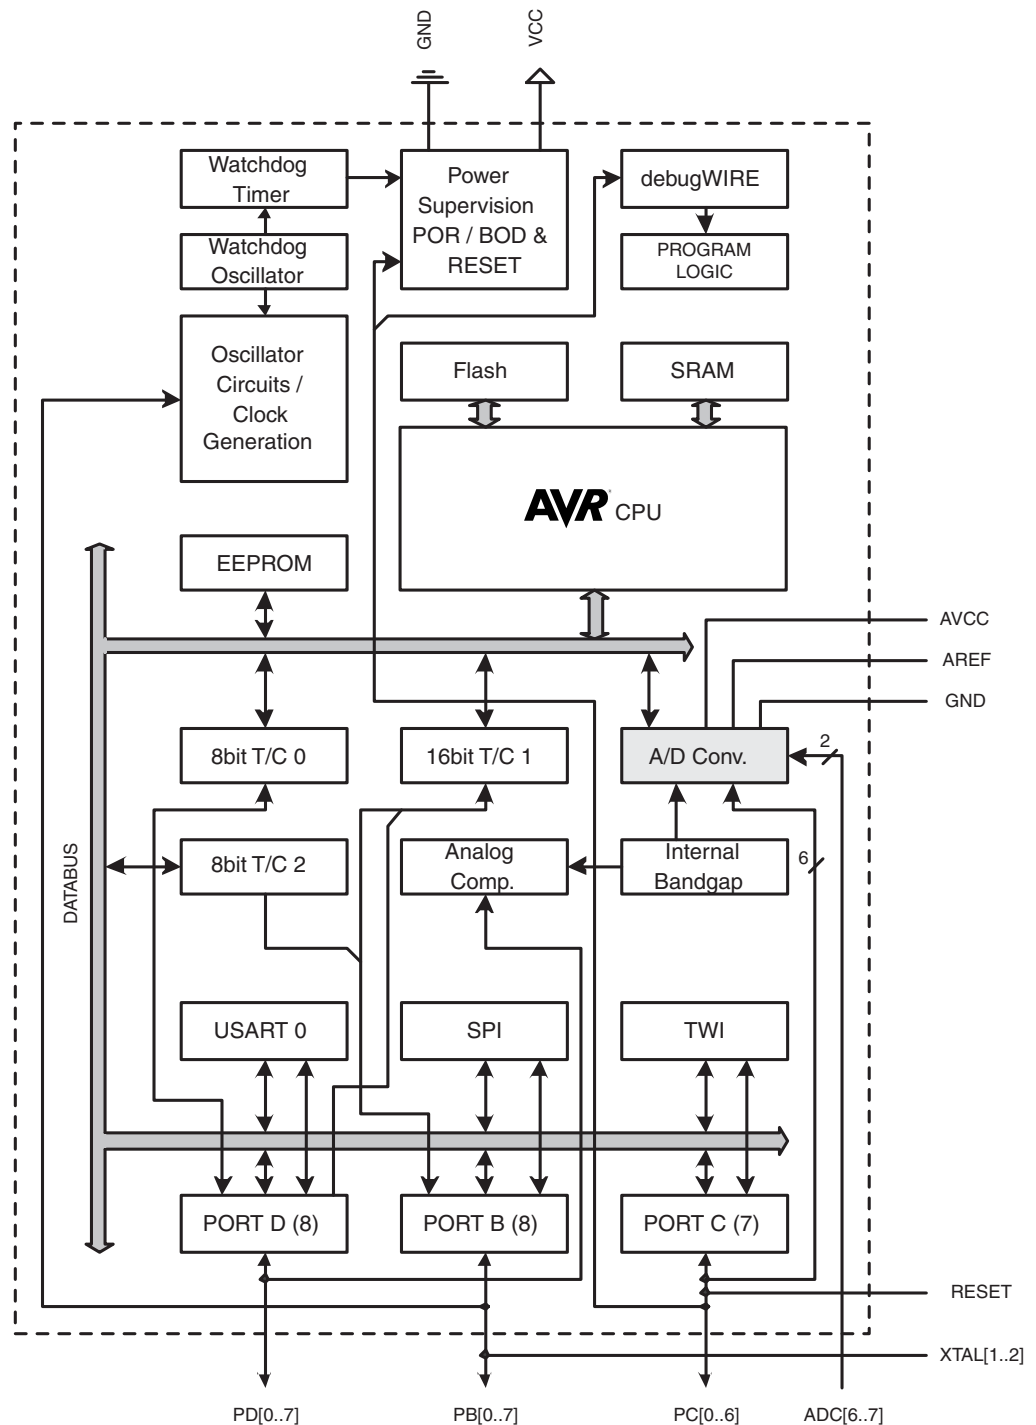 GND
VCC
Watchdog
Timer
Power
Supervision
POR / BOD &
RESET
debugWIRE
Watchdog
Oscillator
PROGRAM
LOGIC
Oscillator
Circuits /
Clock
Generation
Flash
SRAM
AVR CPU
EEPROM
AVCC
AREF
GND
8bit T/C 0
16bit T/C 1
A/D Conv.
2
DATABUS
8bit T/C 2
Analog
Comp.
Internal
Bandgap
6
USART 0
SPI
TWI
PORT D (8)
PORT B (8)
PORT C (7)
RESET
XTAL[1..2]
PD[0..7]
PB[0..7]
PC[0..6]
ADC[6..7]